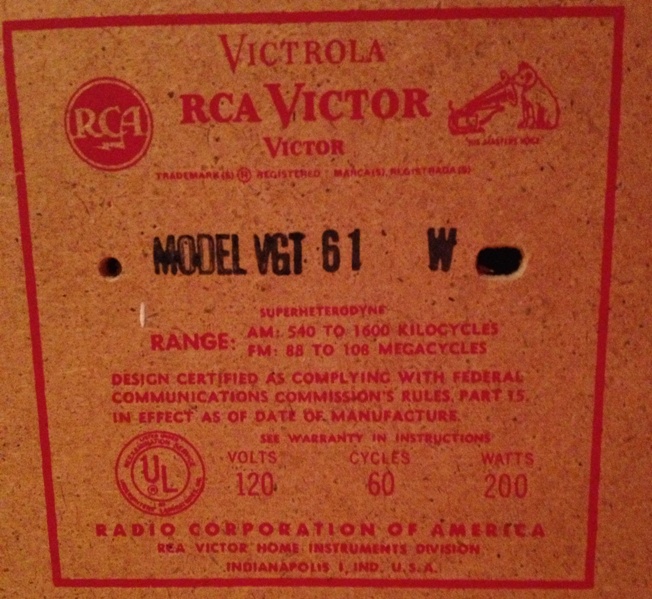 VICTROLA
RCA
RCA VICTOR
VICTOR
HIS MASTER'S VOICE
TRADEMARK(S) ® REGISTERED MARCA(S) REGISTRADA(S)
MODEL VGT 61 W
SUPERHETERODYNE
RANGE: AM: 540 TO 1600 KILOCYCLES
FM: 88 TO 108 MEGACYCLES
DESIGN CERTIFIED AS COMPLYING WITH FEDERAL
COMMUNICATIONS COMMISSION'S RULES, PART 15,
IN EFFECT AS OF DATE OF MANUFACTURE.
SEE WARRANTY IN INSTRUCTIONS
UL ®
VOLTS CYCLES WATTS
120 60 200
RADIO CORPORATION OF AMERICA
RCA VICTOR HOME INSTRUMENTS DIVISION
INDIANAPOLIS 1, IND. U.S.A.